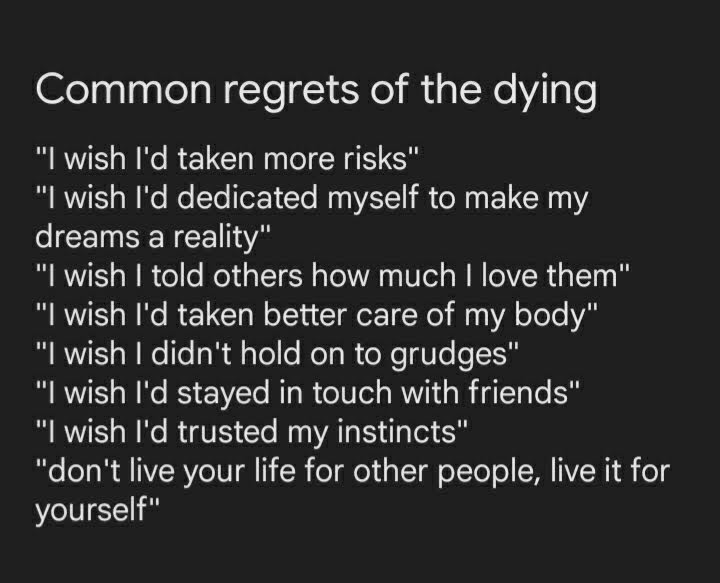 Common regrets of the dying
"I wish I'd taken more risks"
"I wish I'd dedicated myself to make my
dreams a reality"
"I wish I told others how much I love them"
"I wish I'd taken better care of my body"
"I wish I didn't hold on to grudges"
"I wish I'd stayed in touch with friends"
"I wish I'd trusted my instincts"
"don't live your life for other people, live it for
yourself"